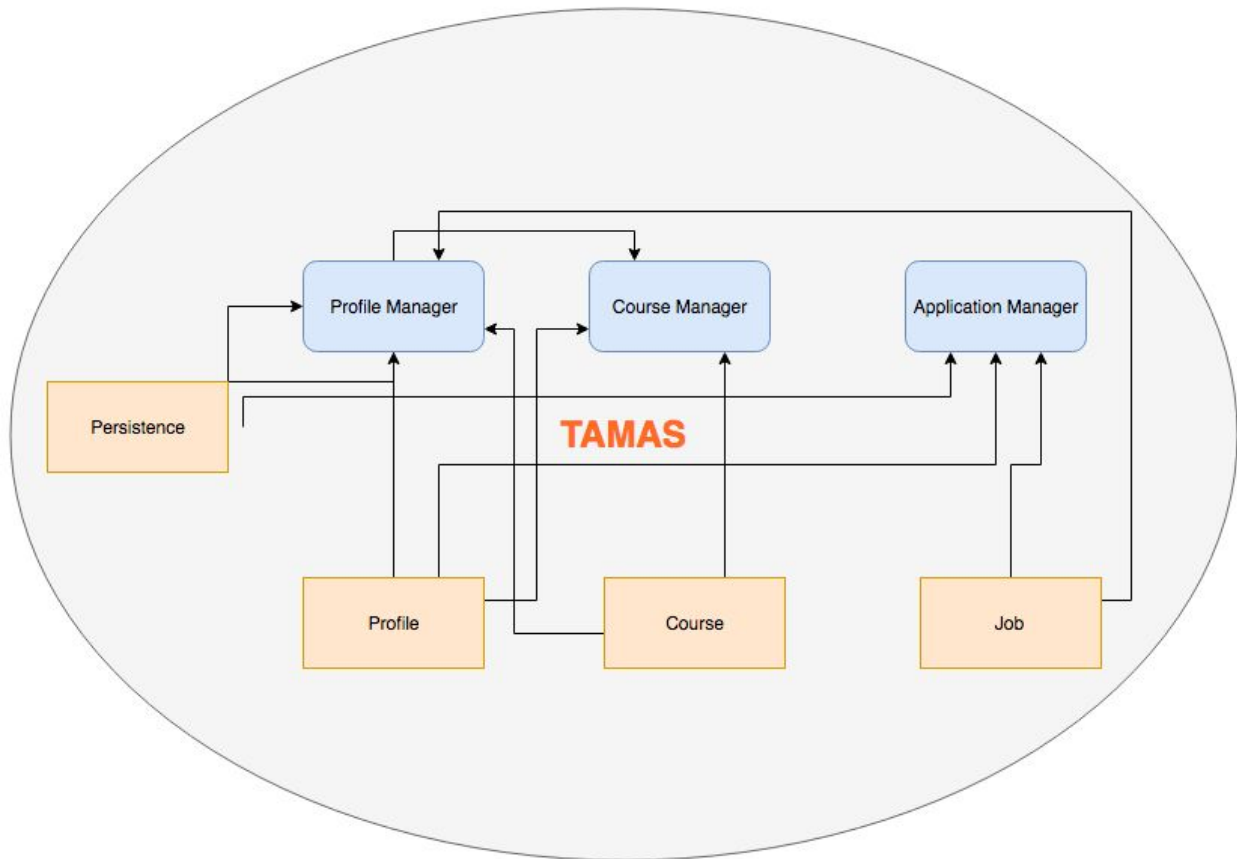 Profile Manager
Course Manager
Application Manager
Persistence
TAMAS
Profile
Course
Job